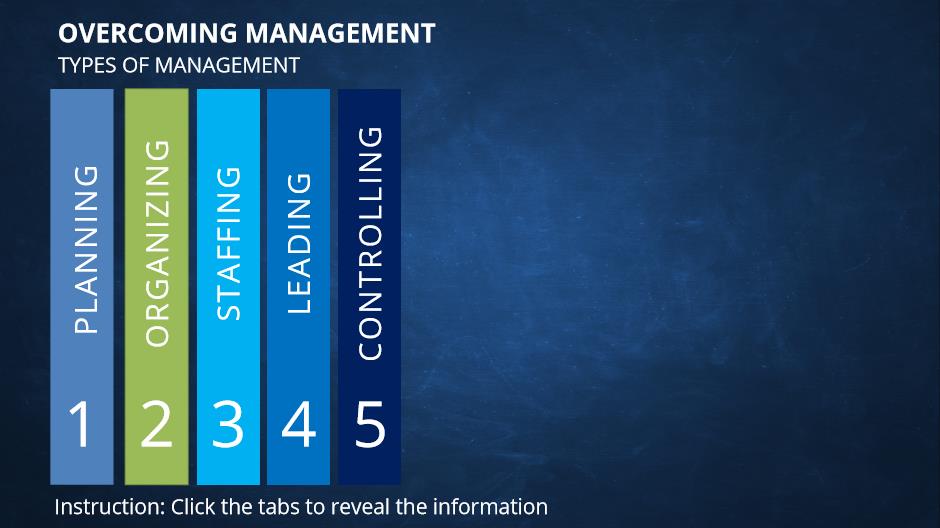 OVERCOMING MANAGEMENT
TYPES OF MANAGEMENT
PLANNING
1
ORGANIZING
2
STAFFING
3
LEADING
4
CONTROLLING
5
Instruction: Click the tabs to reveal the information